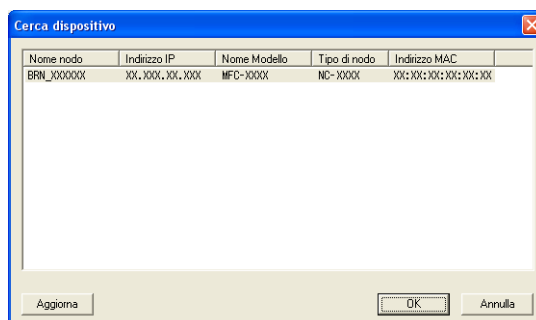 Cerca dispositivo
Nome nodo Indirizzo IP Nome Modello Tipo di nodo Indirizzo MAC
BRN_XXXXXX XX.XXX.XX.XXX MFC-XXXX NC-XXXX XX:XX:XX:XX:XX:XX
Aggiorna OK Annulla